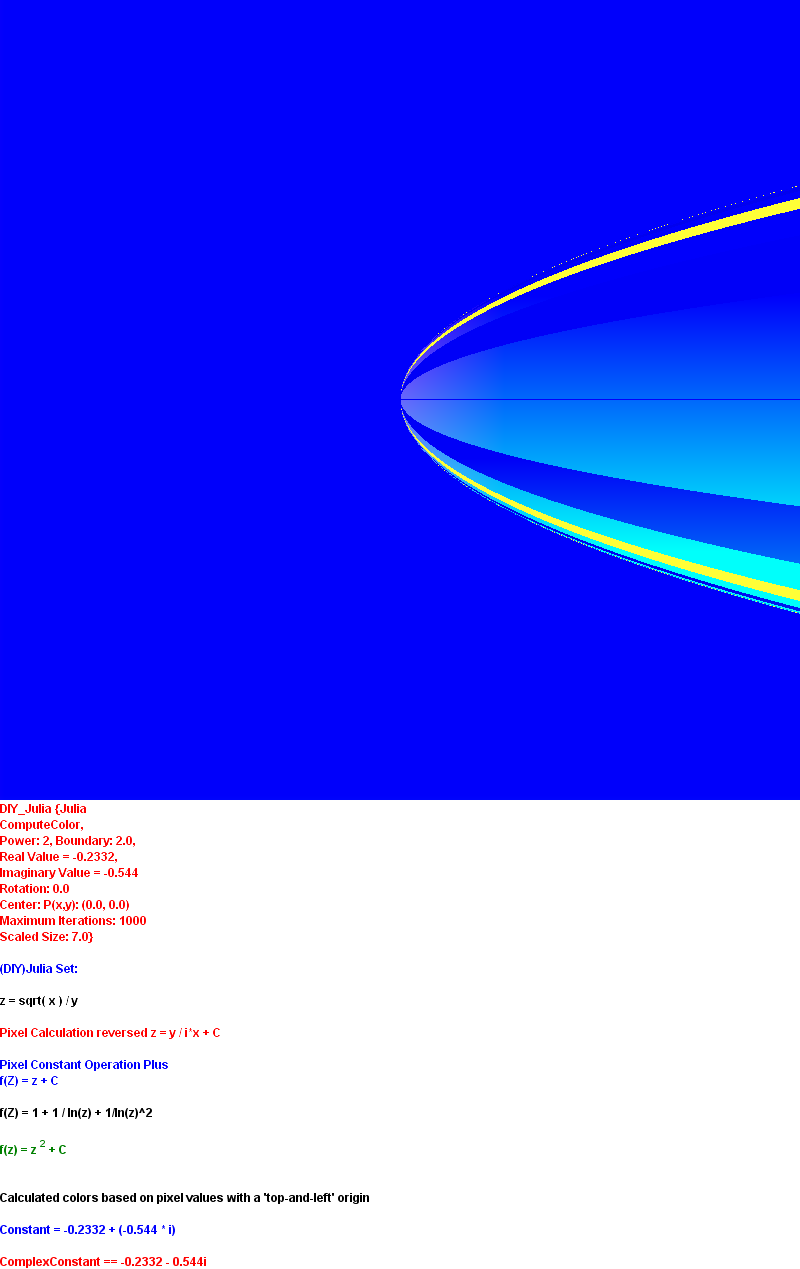 DIY_Julia {Julia
ComputeColor,
Power: 2, Boundary: 2.0,
Real Value = -0.2332,
Imaginary Value = -0.544
Rotation: 0.0
Center: P(x,y): (0.0, 0.0)
Maximum Iterations: 1000
Scaled Size: 7.0}
(DIY)Julia Set:
z = sqrt( x ) / y
Pixel Calculation reversed z = y / i*x + C
Pixel Constant Operation Plus
f(Z) = z + C
f(Z) = 1 + 1 / ln(z) + 1/ln(z)^2
f(z) = z 2 + C
Calculated colors based on pixel values with a 'top-and-left' origin
Constant = -0.2332 + (-0.544 * i)
ComplexConstant == -0.2332 - 0.544i